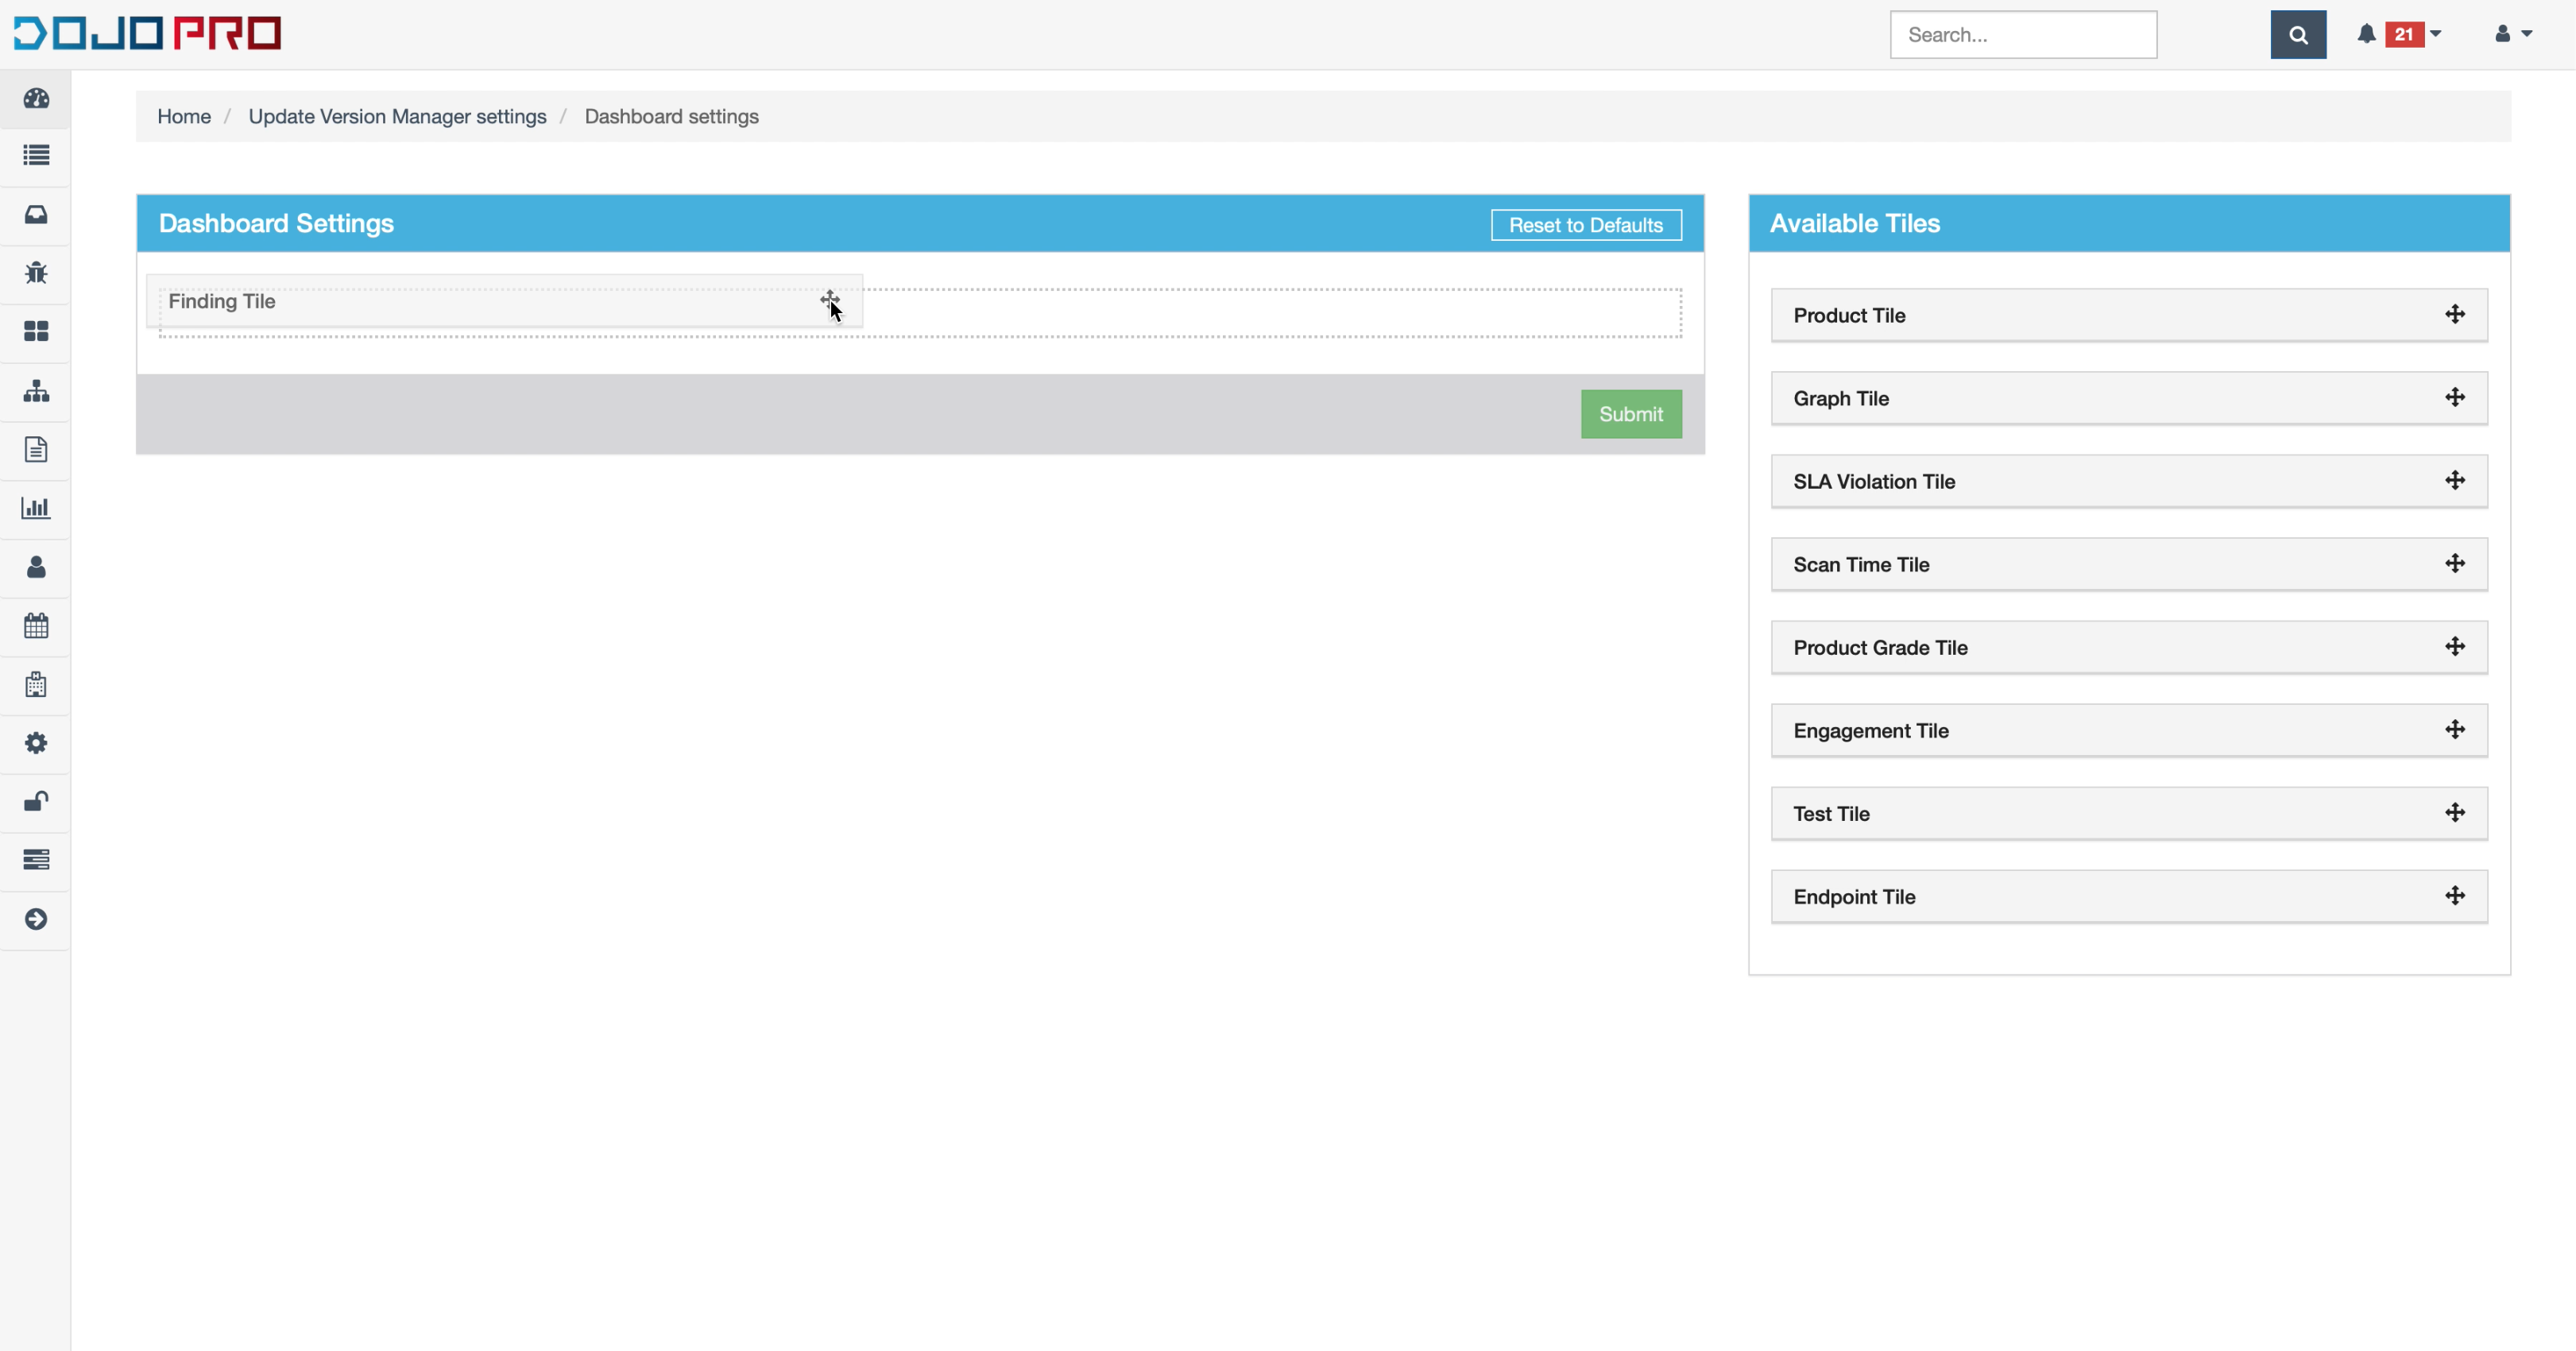 DOJO PRO
Search...
21
Home / Update Version Manager settings / Dashboard settings
Dashboard Settings
Reset to Defaults
Finding Tile
Submit
Available Tiles
Product Tile
Graph Tile
SLA Violation Tile
Scan Time Tile
Product Grade Tile
Engagement Tile
Test Tile
Endpoint Tile